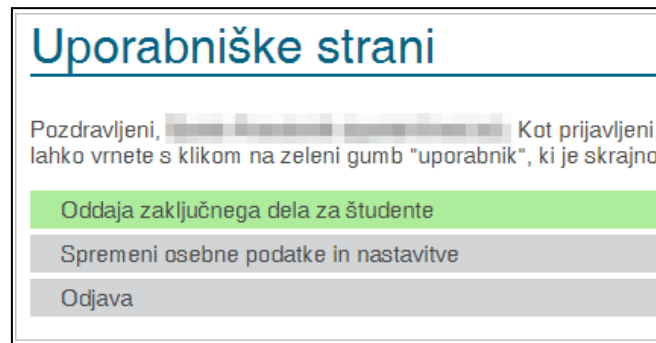 Uporabniške strani
Pozdravljeni, Kot prijavljeni
lahko vrnete s klikom na zeleni gumb "uporabnik", ki je skrajno
Oddaja zaključnega dela za študente
Spremeni osebne podatke in nastavitve
Odjava